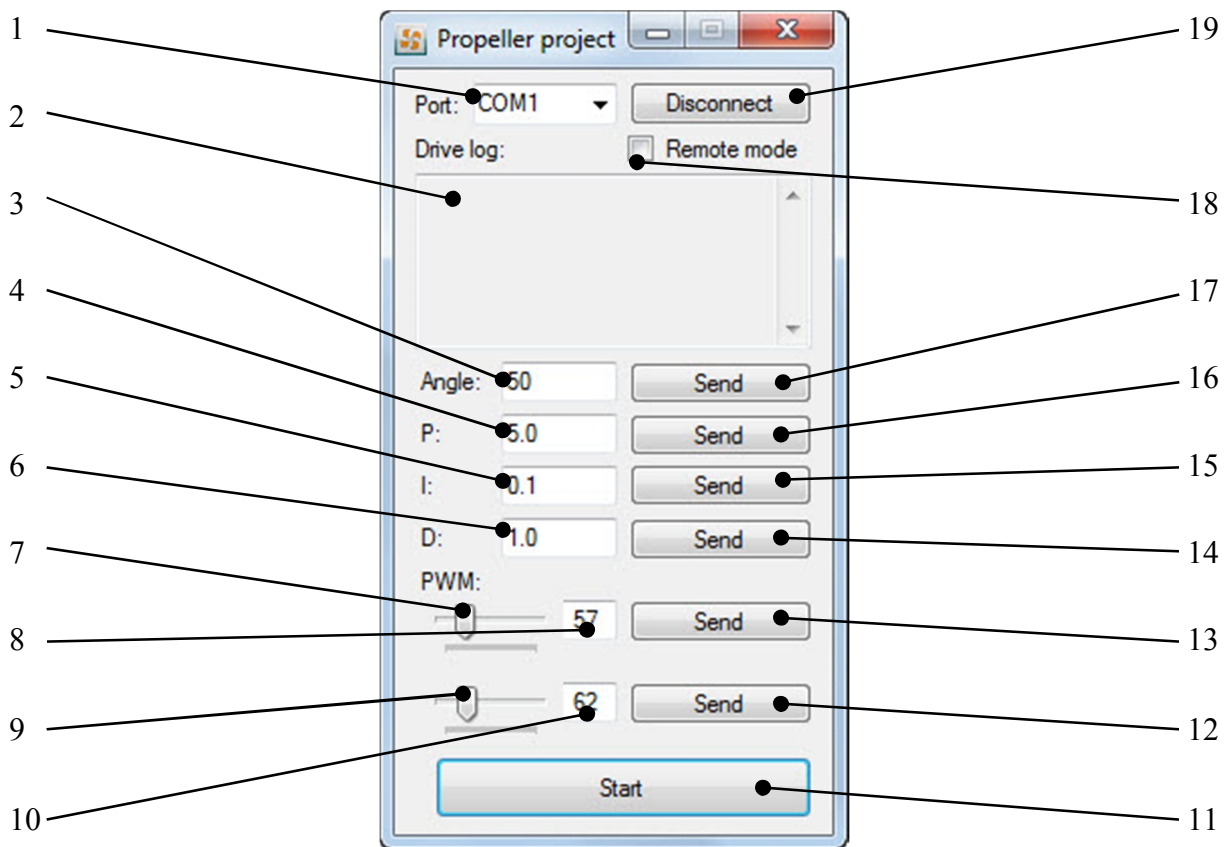 1
Propeller project
19
Port: COM1 Disconnect
2
Drive log: Remote mode
3
18
4
17
5
Angle: 50 Send
16
P: 5.0 Send
6
15
I: 0.1 Send
7
D: 1.0 Send
14
PWM:
8
57 Send
13
9
62 Send
12
10
Start
11